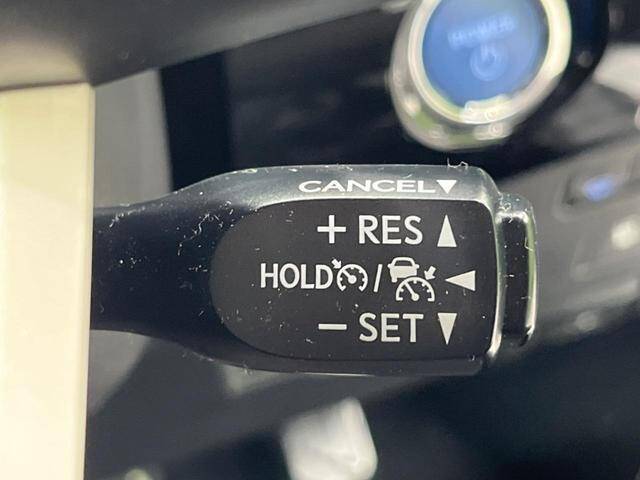 CANCEL▼
+ RES ▲
HOLD / ◀
− SET ▼